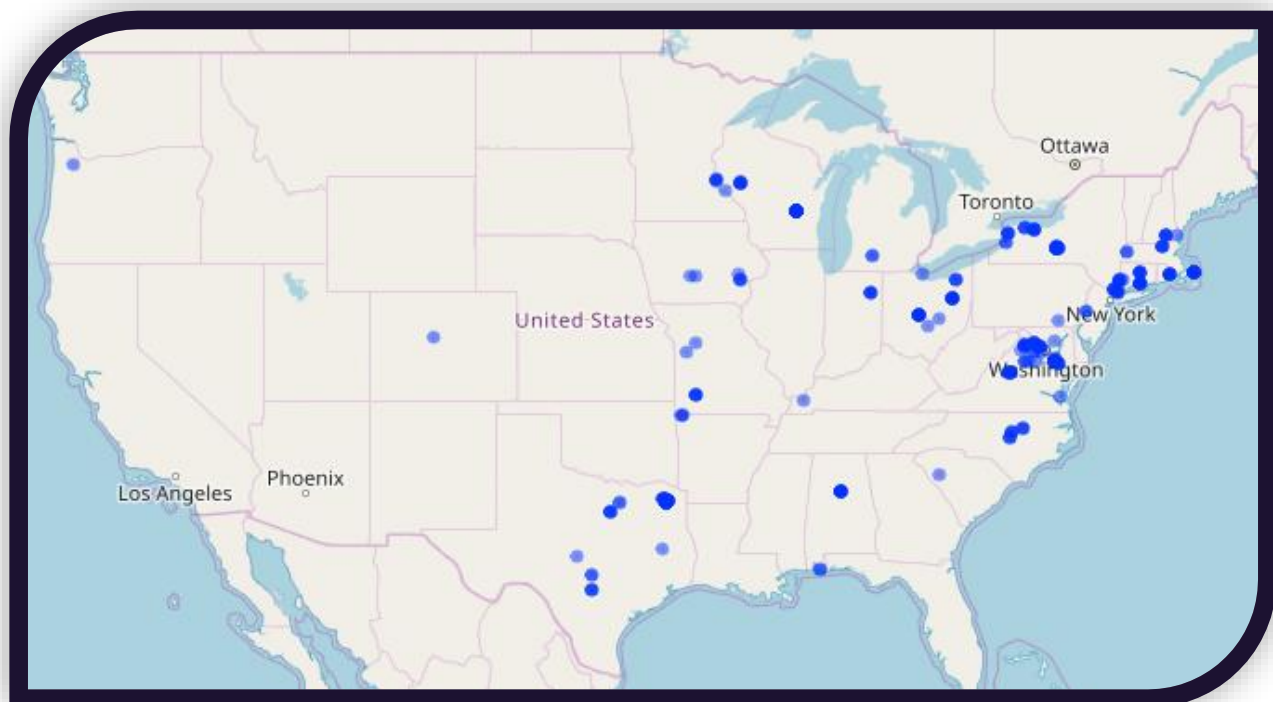 Ottawa
Toronto
United States
New York
Washington
Phoenix
Los Angeles